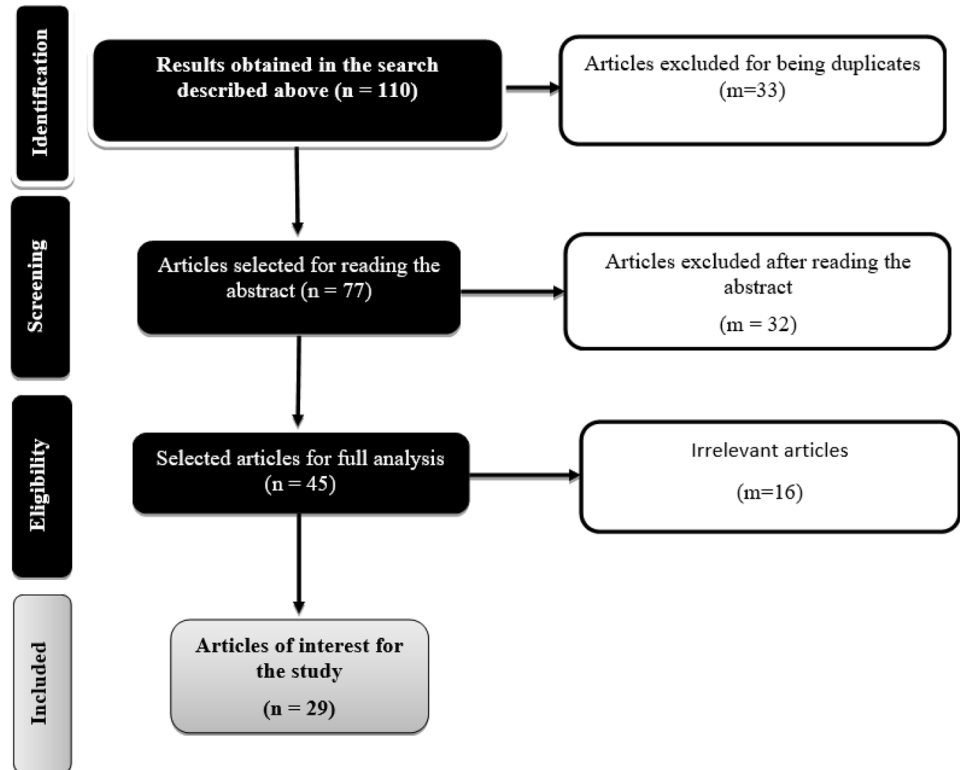 Identification
Results obtained in the search
described above (n = 110)
Articles excluded for being duplicates
(m=33)
Screening
Articles selected for reading the
abstract (n = 77)
Articles excluded after reading the
abstract
(m = 32)
Eligibility
Selected articles for full analysis
(n = 45)
Irrelevant articles
(m=16)
Included
Articles of interest for
the study
(n = 29)